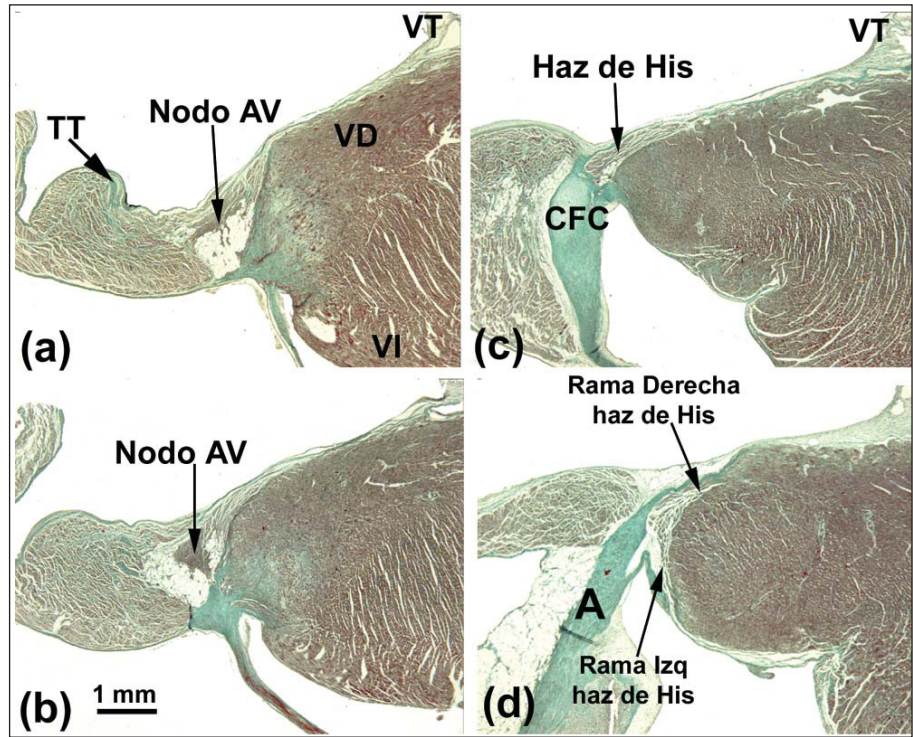 VT
TT
Nodo AV
VD
VI
(a)
Nodo AV
1 mm
(b)
VT
Haz de His
CFC
(c)
Rama Derecha
haz de His
A
Rama Izq
haz de His
(d)